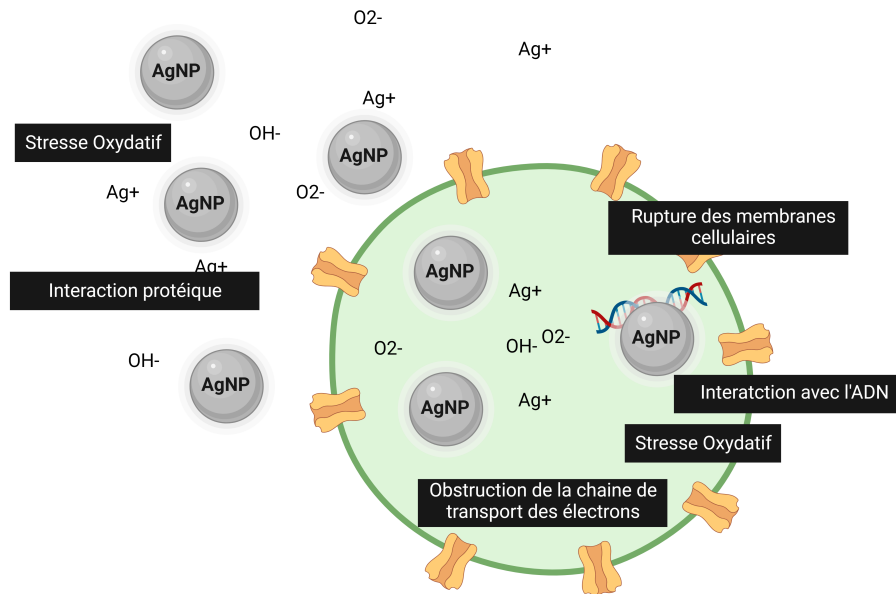 O2-
Ag+
AgNP
Ag+
OH-
Stresse Oxydatif
AgNP
O2-
Ag+
AgNP
Rupture des membranes
cellulaires
Ag+
AgNP
Interaction protéique
Ag+
AgNP
O2-
OH-
O2-
OH-
AgNP
Ag+
AgNP
Interatction avec l'ADN
Stresse Oxydatif
Obstruction de la chaine de
transport des électrons